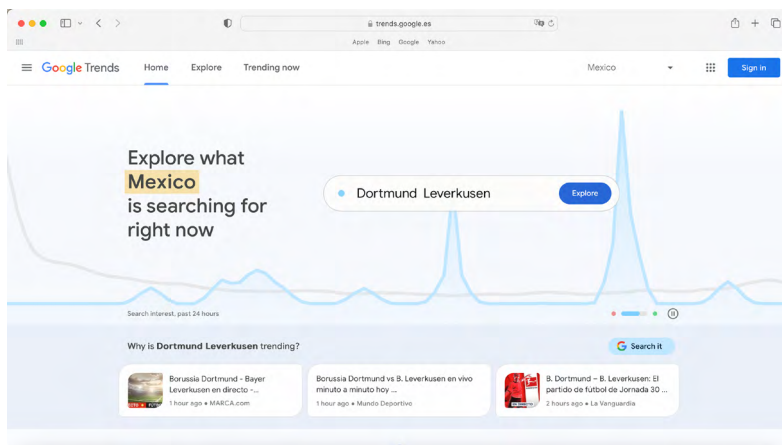 trends.google.es
Apple Bing Google Yahoo
Google Trends Home Explore Trending now Mexico Sign in
Explore what
Mexico
is searching for
right now
Dortmund Leverkusen Explore
Search interest, past 24 hours
Why is Dortmund Leverkusen trending? Search it
Borussia Dortmund - Bayer
Leverkusen en directo -...
1 hour ago • MARCA.com
Borussia Dortmund vs B. Leverkusen en vivo
minuto a minuto hoy ...
1 hour ago • Mundo Deportivo
B. Dortmund – B. Leverkusen: El
partido de fútbol de Jornada 30 ...
2 hours ago • La Vanguardia